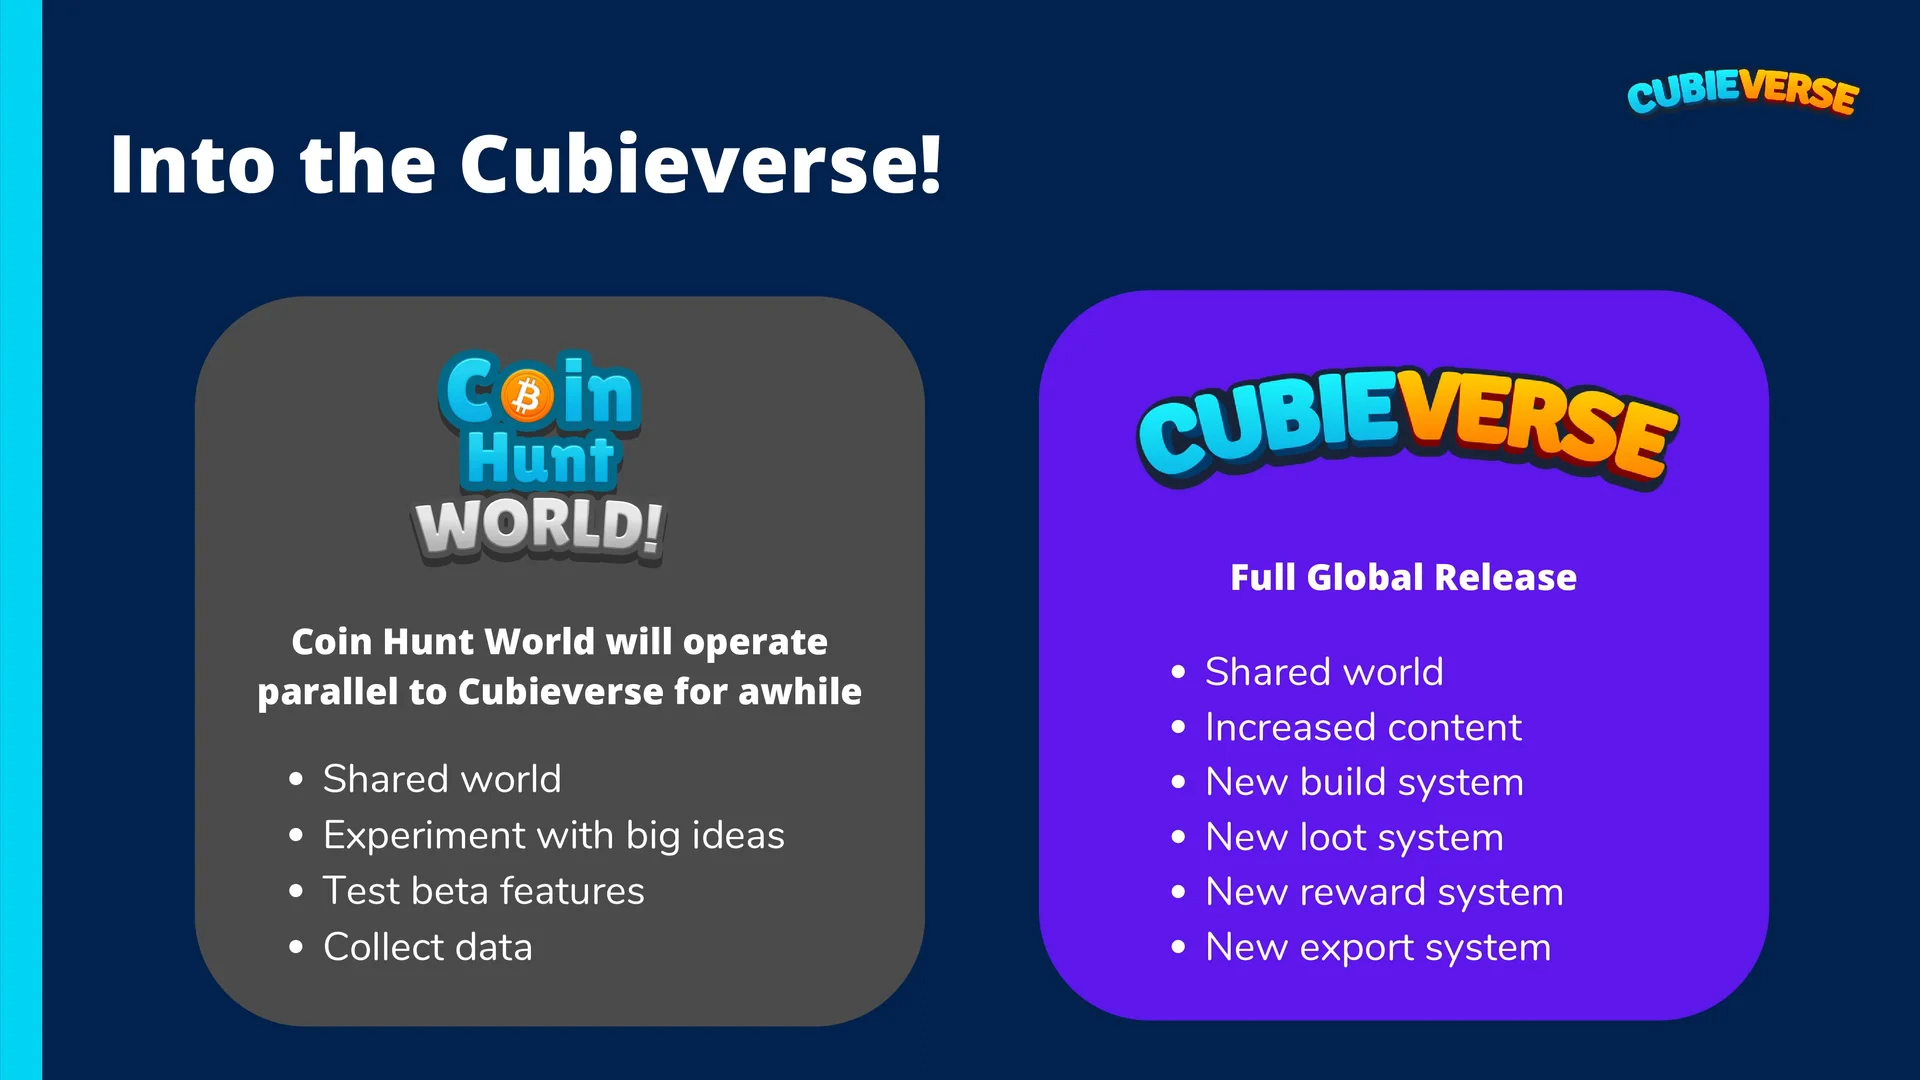 CUBIEVERSE
Into the Cubieverse!
Coin
Hunt
WORLD!
Coin Hunt World will operate
parallel to Cubieverse for awhile
• Shared world
• Experiment with big ideas
• Test beta features
• Collect data
CUBIEVERSE
Full Global Release
• Shared world
• Increased content
• New build system
• New loot system
• New reward system
• New export system